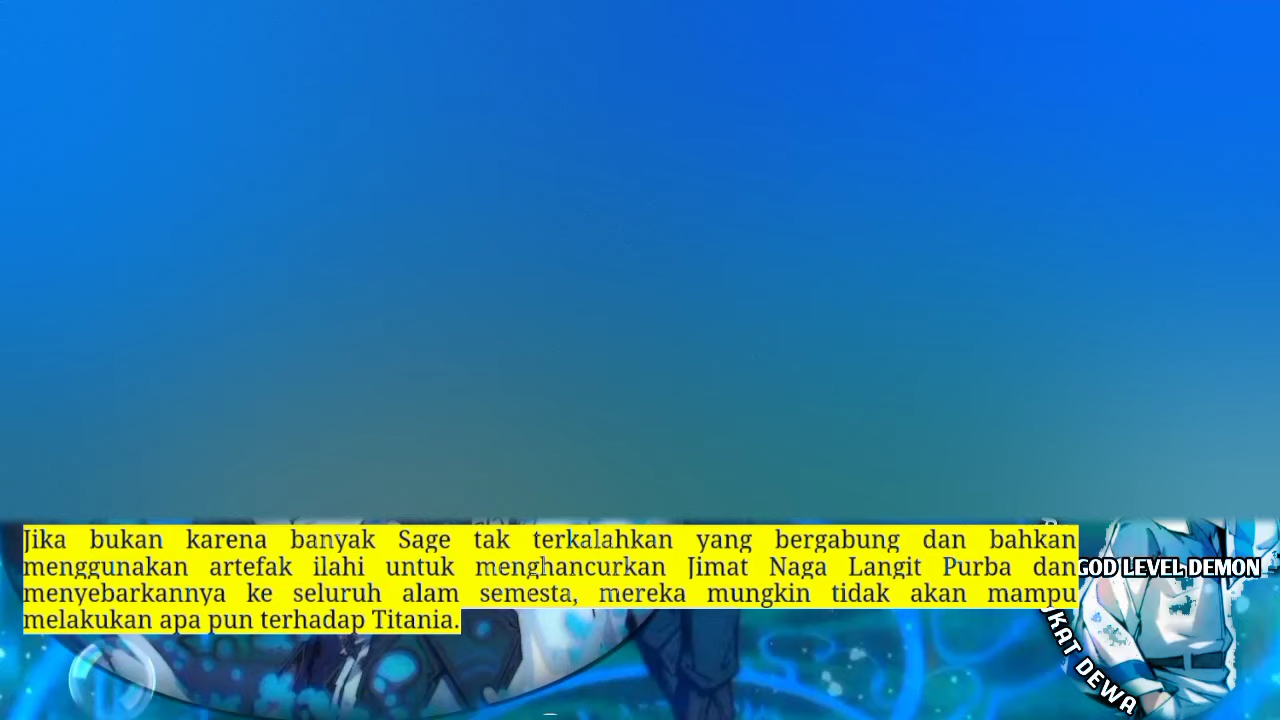 Jika bukan karena banyak Sage tak terkalahkan yang bergabung dan bahkan
menggunakan artefak ilahi untuk menghancurkan Jimat Naga Langit Purba dan
menyebarkannya ke seluruh alam semesta, mereka mungkin tidak akan mampu
melakukan apa pun terhadap Titania.
GOD LEVEL DEMON
DEWA